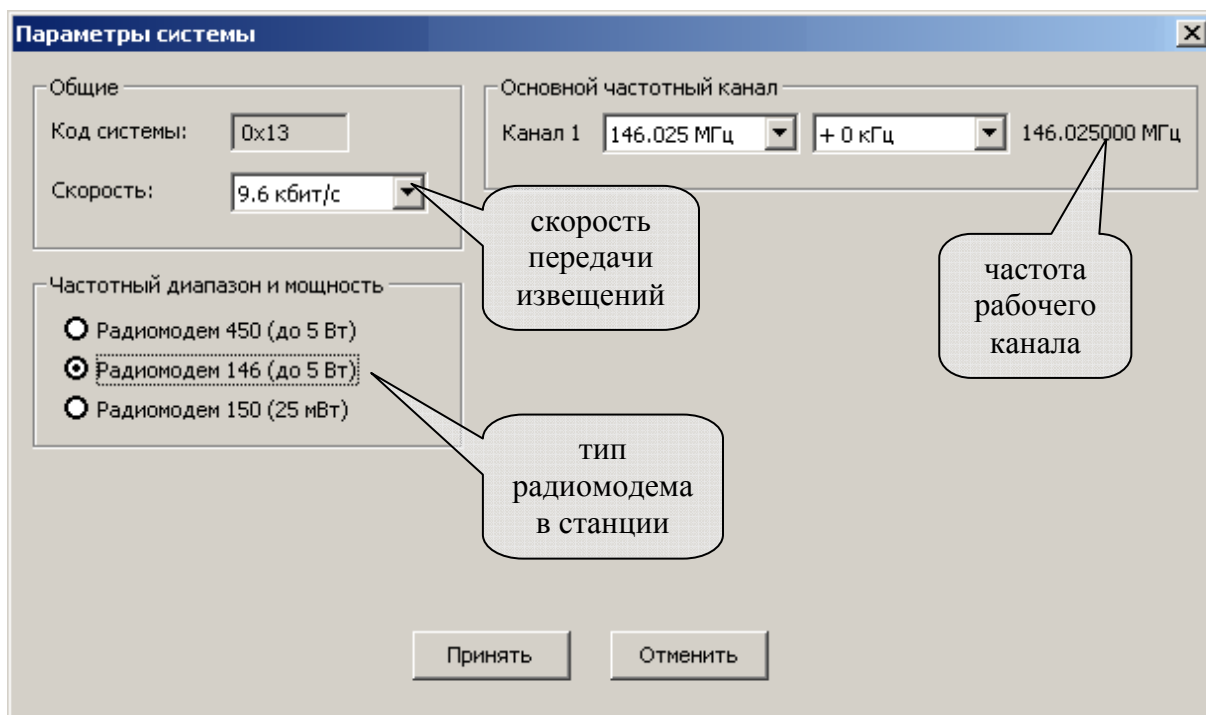 Параметры системы
Общие
Код системы: 0x13
Скорость: 9.6 кбит/с
Основной частотный канал
Канал 1 146.025 МГц + 0 кГц 146.025000 МГц
скорость
передачи
извещений
частота
рабочего
канала
Частотный диапазон и мощность
Радиомодем 450 (до 5 Вт)
Радиомодем 146 (до 5 Вт)
Радиомодем 150 (25 мВт)
тип
радиомодема
в станции
Принять Отменить